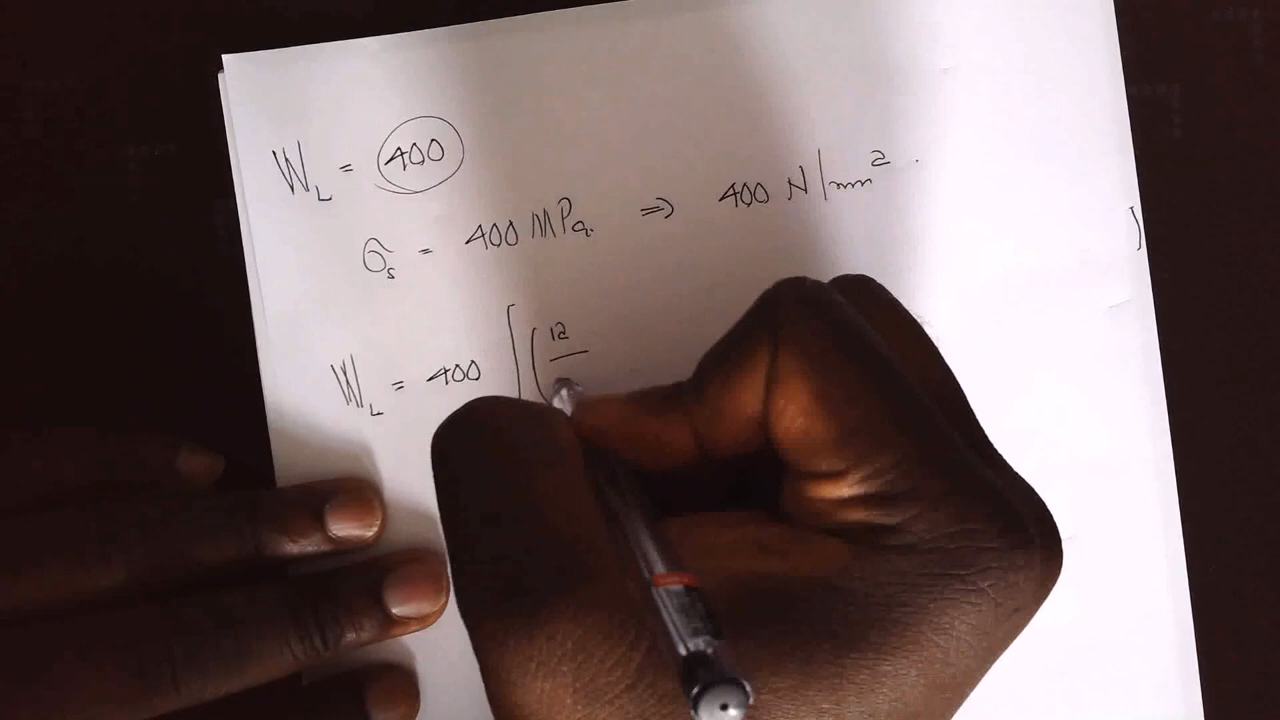 W_L = 400
σ_s = 400 MPa. ⇒ 400 N/mm² .
W_L = 400 [(12/